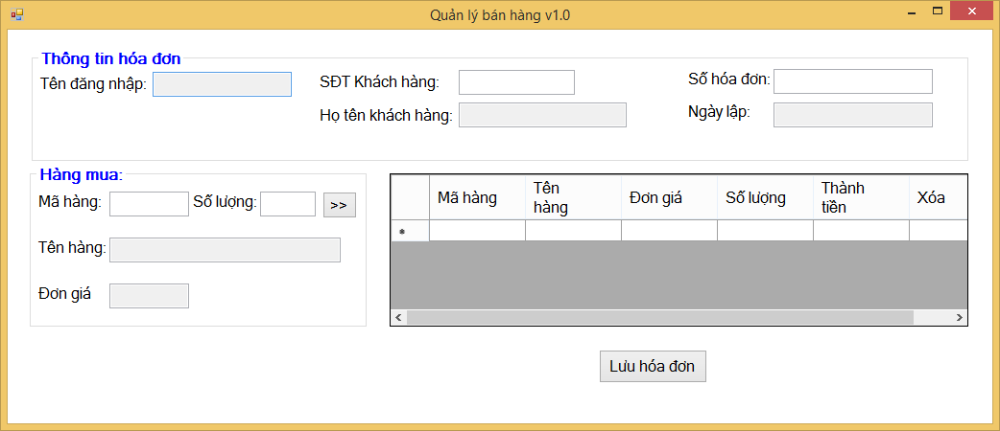 Quản lý bán hàng v1.0
Thông tin hóa đơn
Tên đăng nhập:
SĐT Khách hàng:
Số hóa đơn:
Họ tên khách hàng:
Ngày lập:
Hàng mua:
Mã hàng:
Số lượng:
>>
Tên hàng:
Đơn giá
Mã hàng
Tên
hàng
Đơn giá
Số lượng
Thành
tiền
Xóa
Lưu hóa đơn